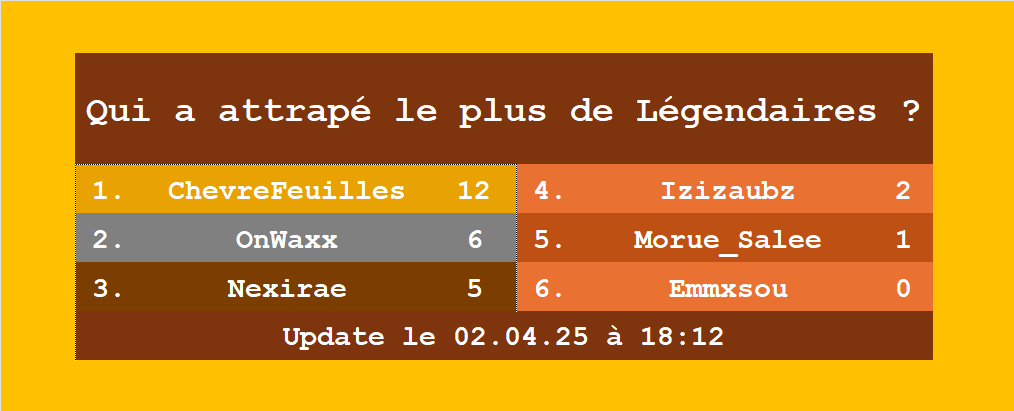 Qui a attrapé le plus de Légendaires ?
1. ChevreFeuilles 12
2. OnWaxx 6
3. Nexirae 5
4. Izizaubz 2
5. Morue_Salee 1
6. Emmxsou 0
Update le 02.04.25 à 18:12